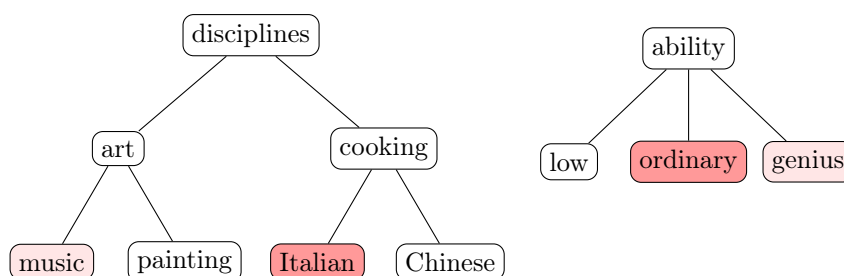 disciplines
ability
art
cooking
low
ordinary
genius
music
painting
Italian
Chinese